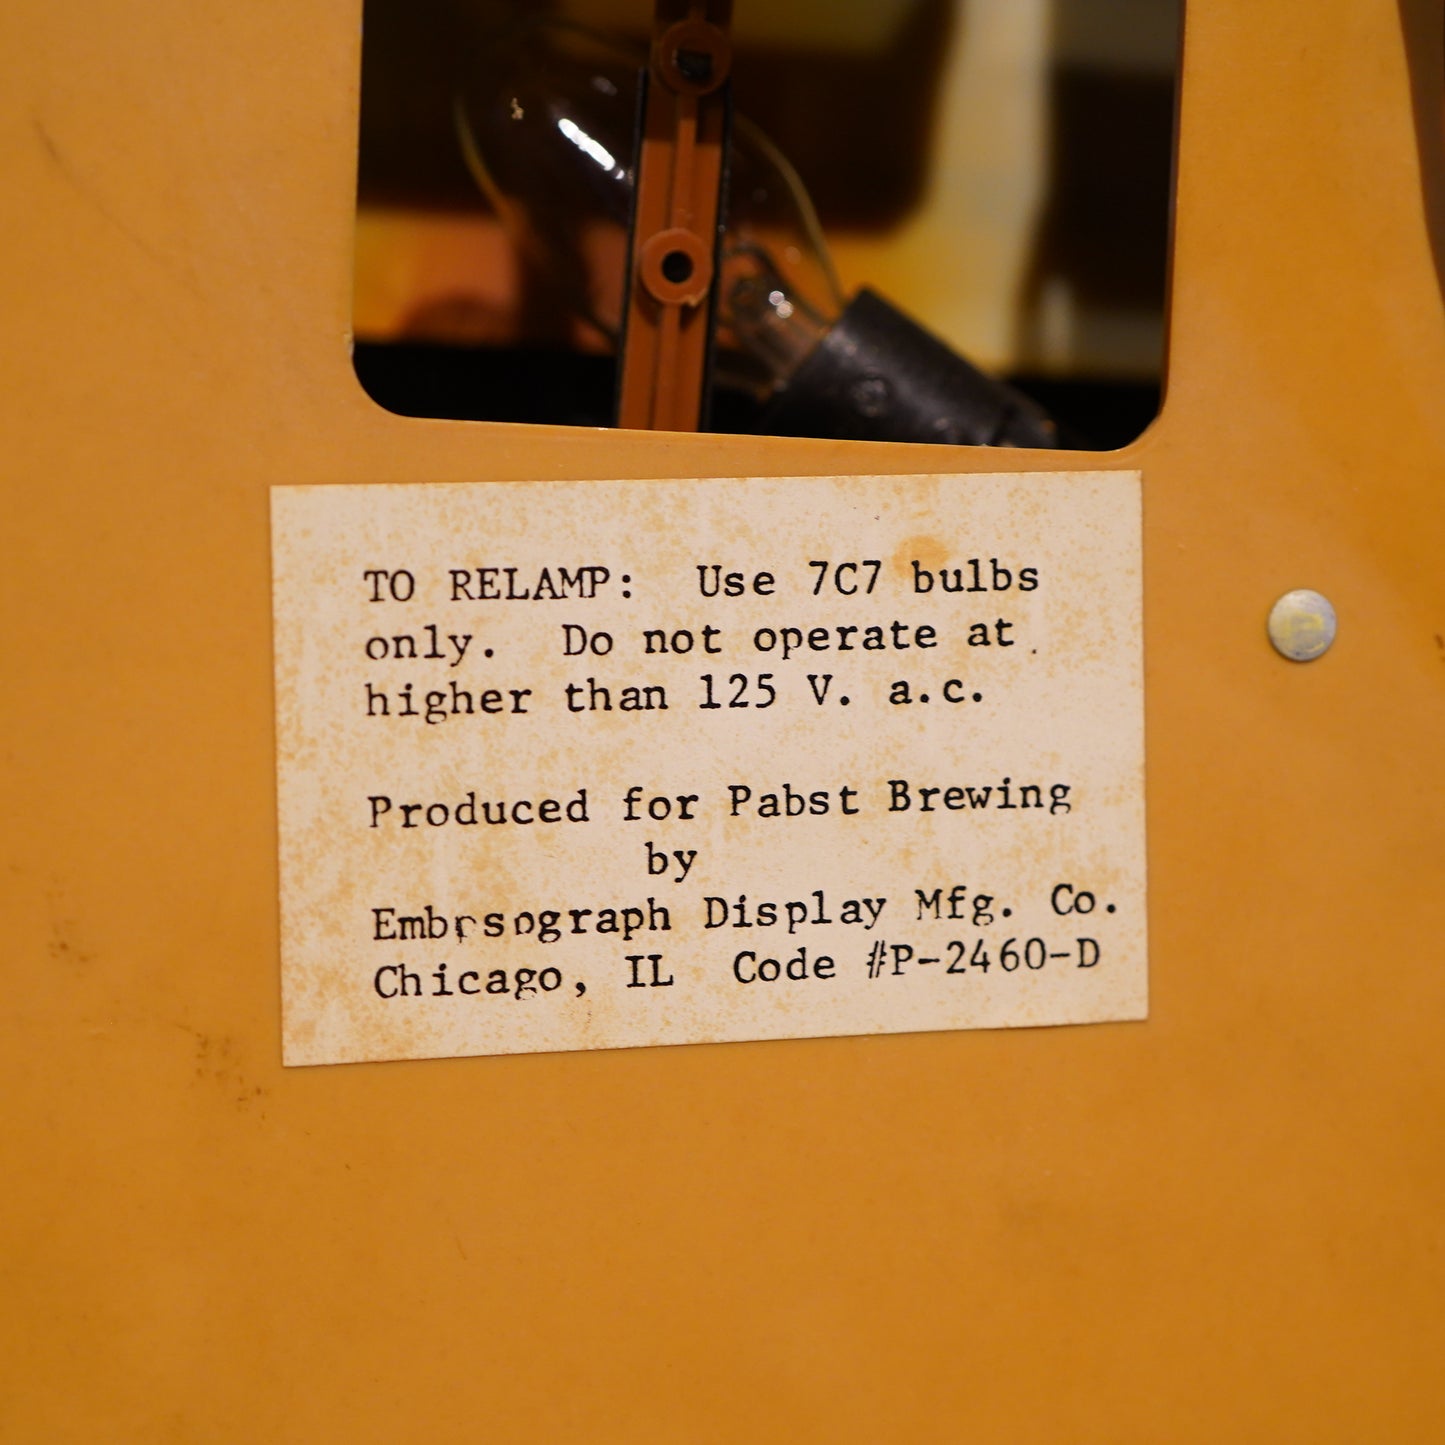 TO RELAMP: Use 7C7 bulbs
only. Do not operate at
higher than 125 V. a.c.
Produced for Pabst Brewing
by
Embrsograph Display Mfg. Co.
Chicago, IL Code #P-2460-D